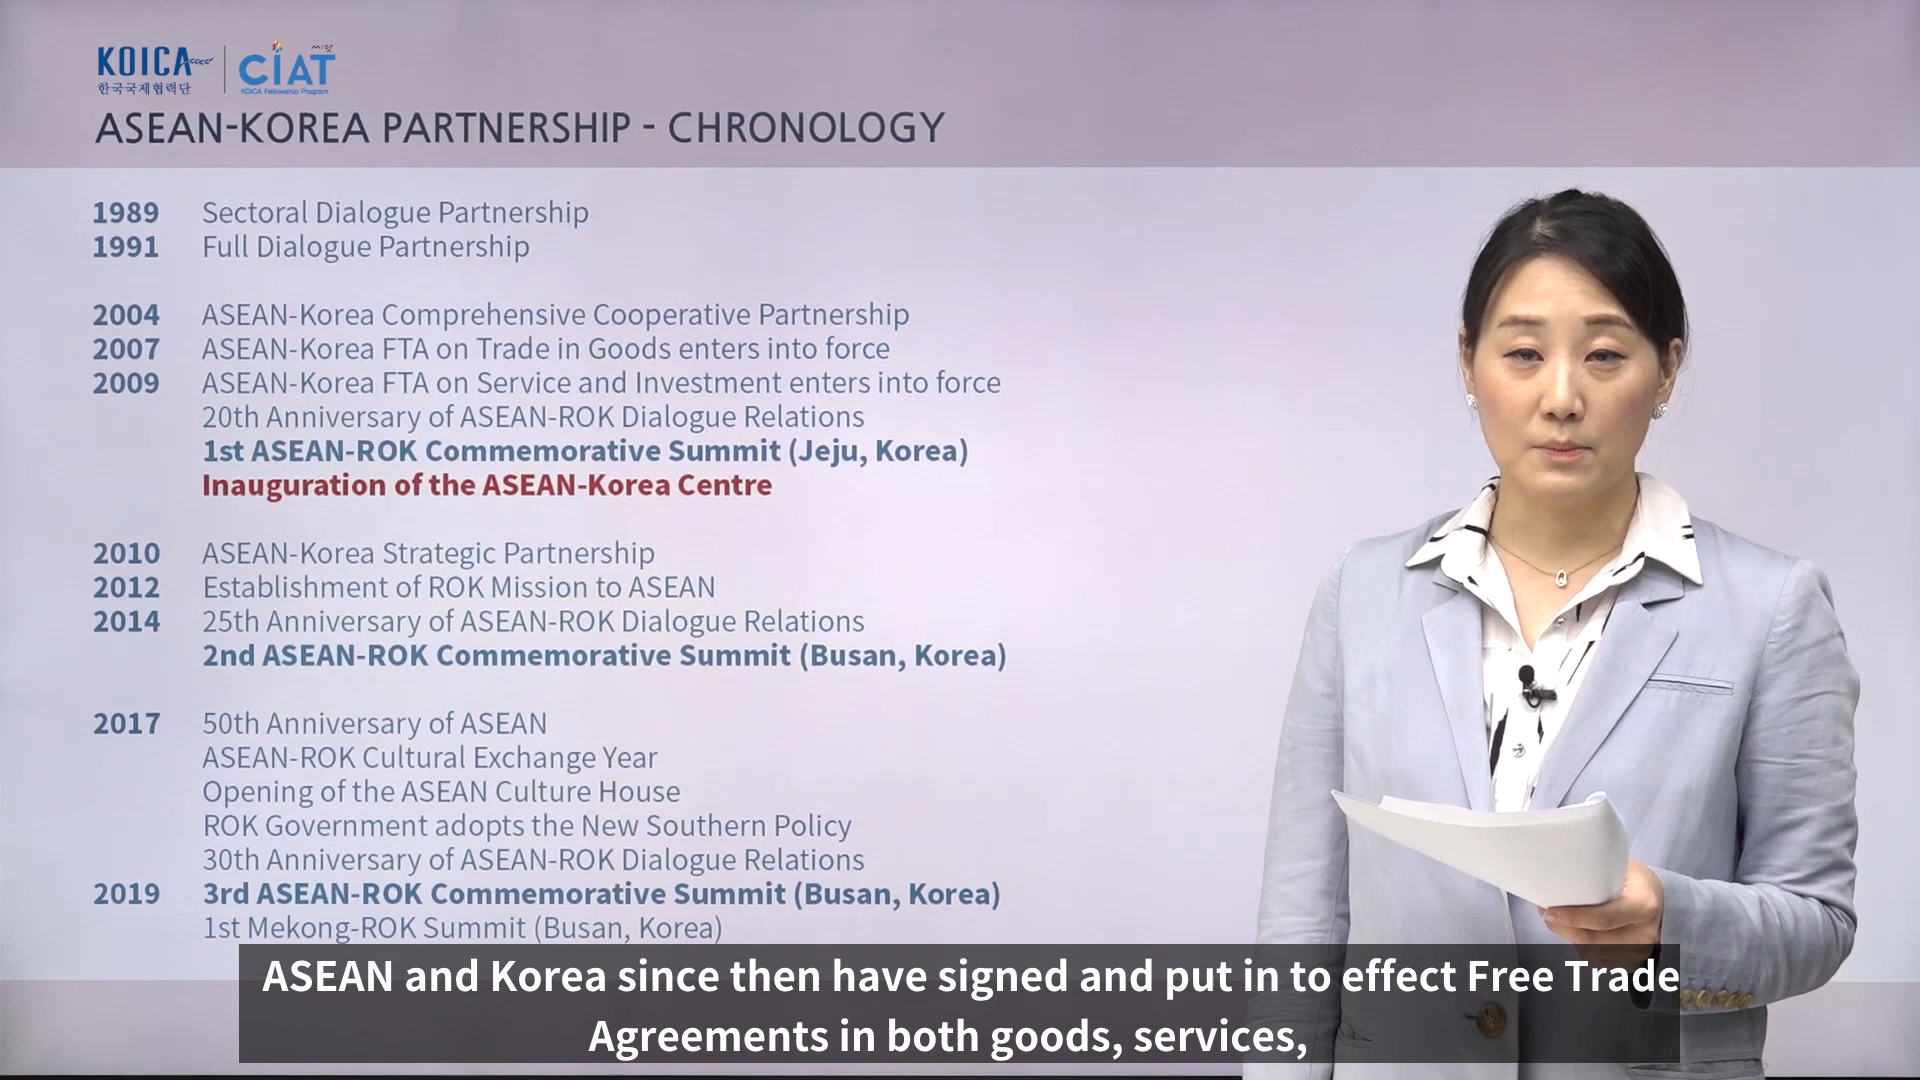 KOICA
한국국제협력단
씨앗
CIAT
KOICA Fellowship Program
ASEAN-KOREA PARTNERSHIP - CHRONOLOGY
1989 Sectoral Dialogue Partnership
1991 Full Dialogue Partnership
2004 ASEAN-Korea Comprehensive Cooperative Partnership
2007 ASEAN-Korea FTA on Trade in Goods enters into force
2009 ASEAN-Korea FTA on Service and Investment enters into force
20th Anniversary of ASEAN-ROK Dialogue Relations
1st ASEAN-ROK Commemorative Summit (Jeju, Korea)
Inauguration of the ASEAN-Korea Centre
2010 ASEAN-Korea Strategic Partnership
2012 Establishment of ROK Mission to ASEAN
2014 25th Anniversary of ASEAN-ROK Dialogue Relations
2nd ASEAN-ROK Commemorative Summit (Busan, Korea)
2017 50th Anniversary of ASEAN
ASEAN-ROK Cultural Exchange Year
Opening of the ASEAN Culture House
ROK Government adopts the New Southern Policy
30th Anniversary of ASEAN-ROK Dialogue Relations
2019 3rd ASEAN-ROK Commemorative Summit (Busan, Korea)
1st Mekong-ROK Summit (Busan, Korea)
ASEAN and Korea since then have signed and put in to effect Free Trade
Agreements in both goods, services,